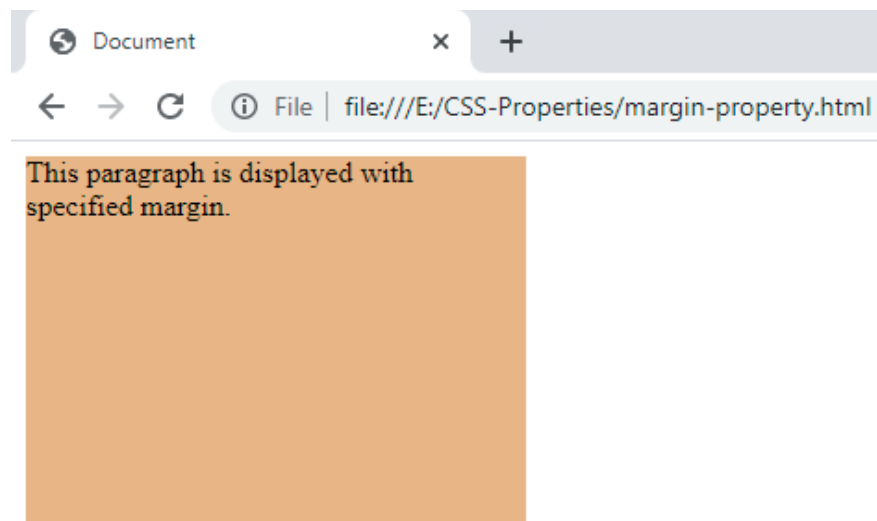 Document
File
file:///E:/CSS-Properties/margin-property.html
This paragraph is displayed with
specified margin.